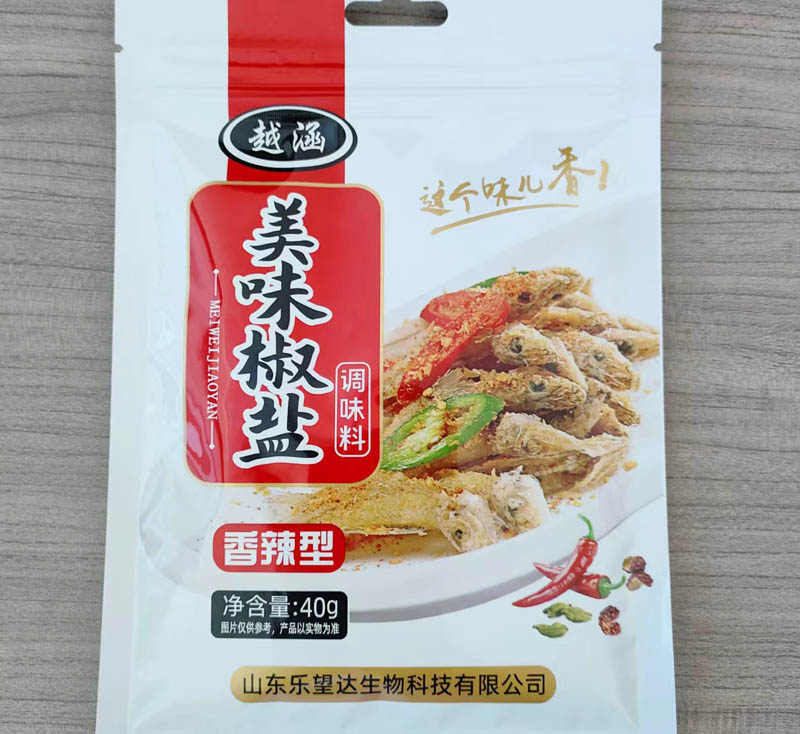 越涵
这个味儿香!
美味椒盐
MEIWEIJIAOYAN
调味料
香辣型
净含量:40g
图片仅供参考，产品以实物为准
山东乐望达生物科技有限公司